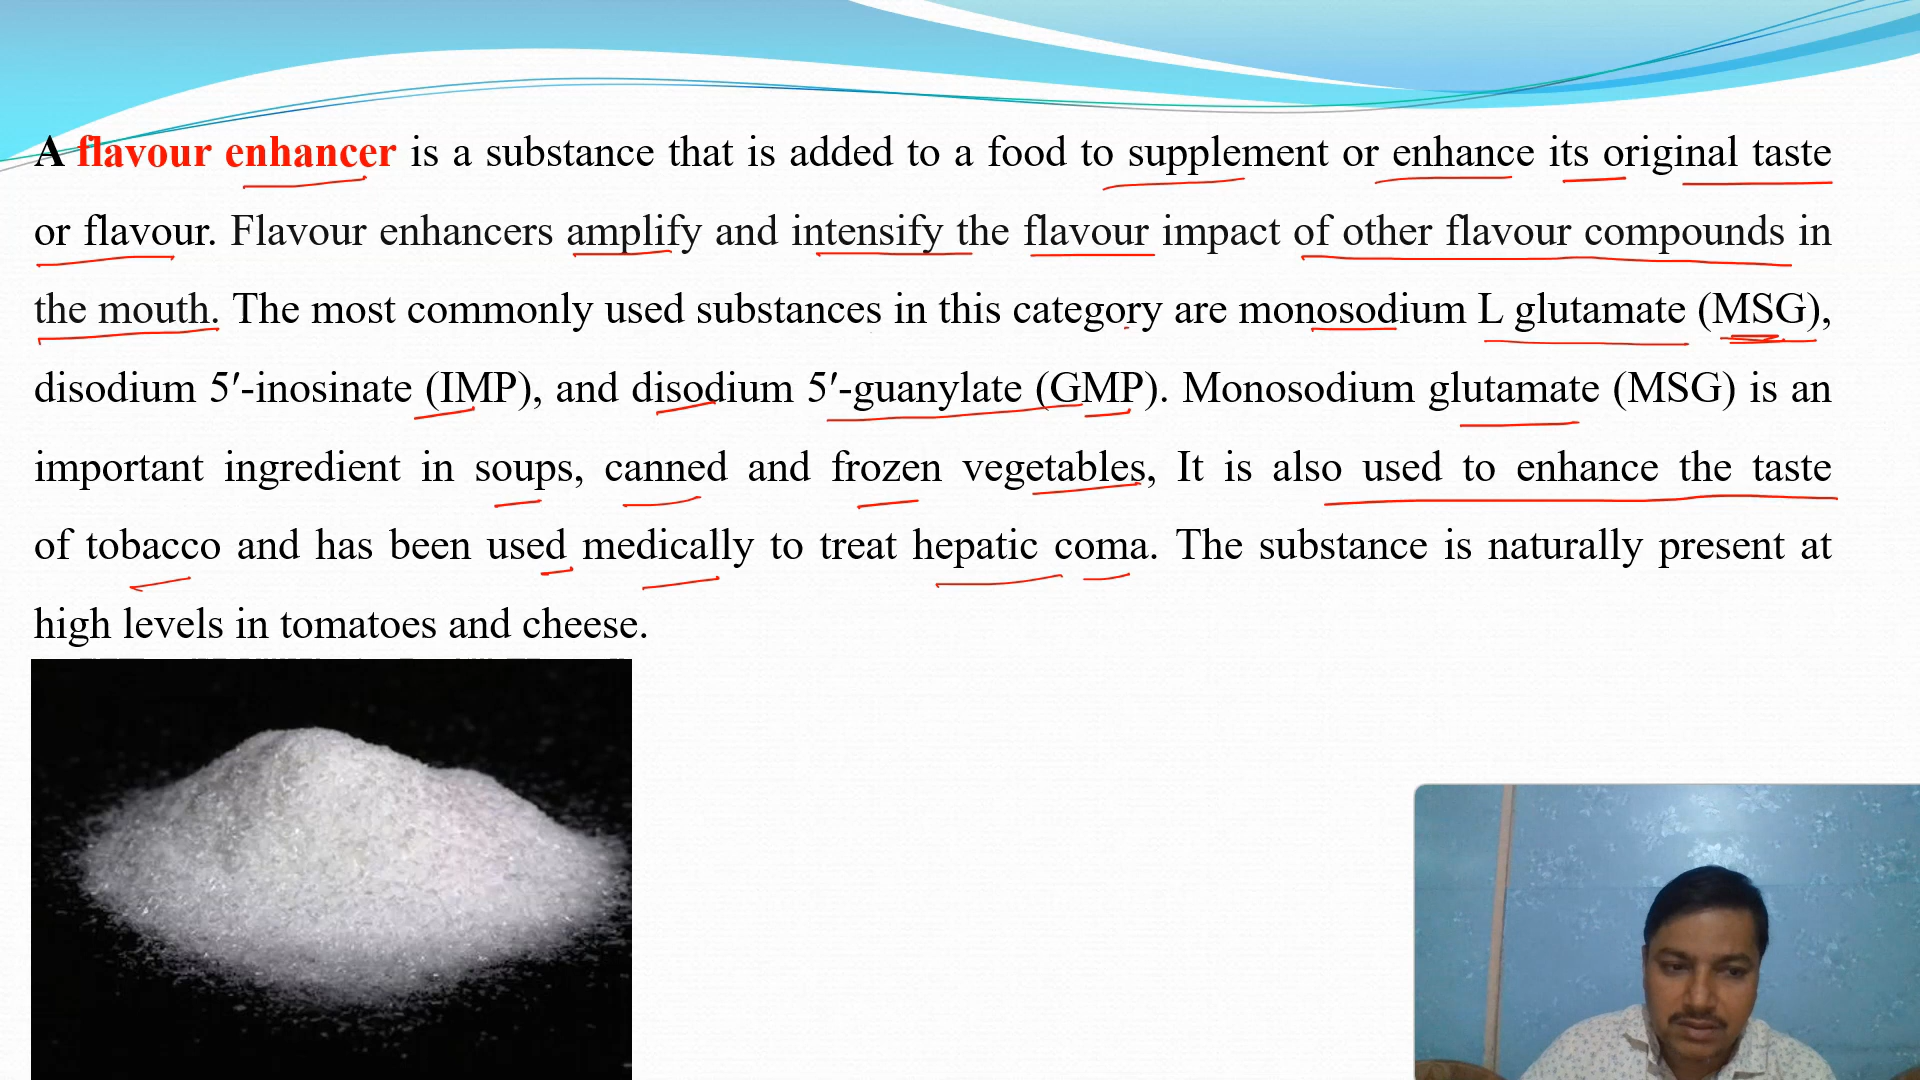 A flavour enhancer is a substance that is added to a food to supplement or enhance its original taste
or flavour. Flavour enhancers amplify and intensify the flavour impact of other flavour compounds in
the mouth. The most commonly used substances in this category are monosodium L glutamate (MSG),
disodium 5′-inosinate (IMP), and disodium 5′-guanylate (GMP). Monosodium glutamate (MSG) is an
important ingredient in soups, canned and frozen vegetables, It is also used to enhance the taste
of tobacco and has been used medically to treat hepatic coma. The substance is naturally present at
high levels in tomatoes and cheese.